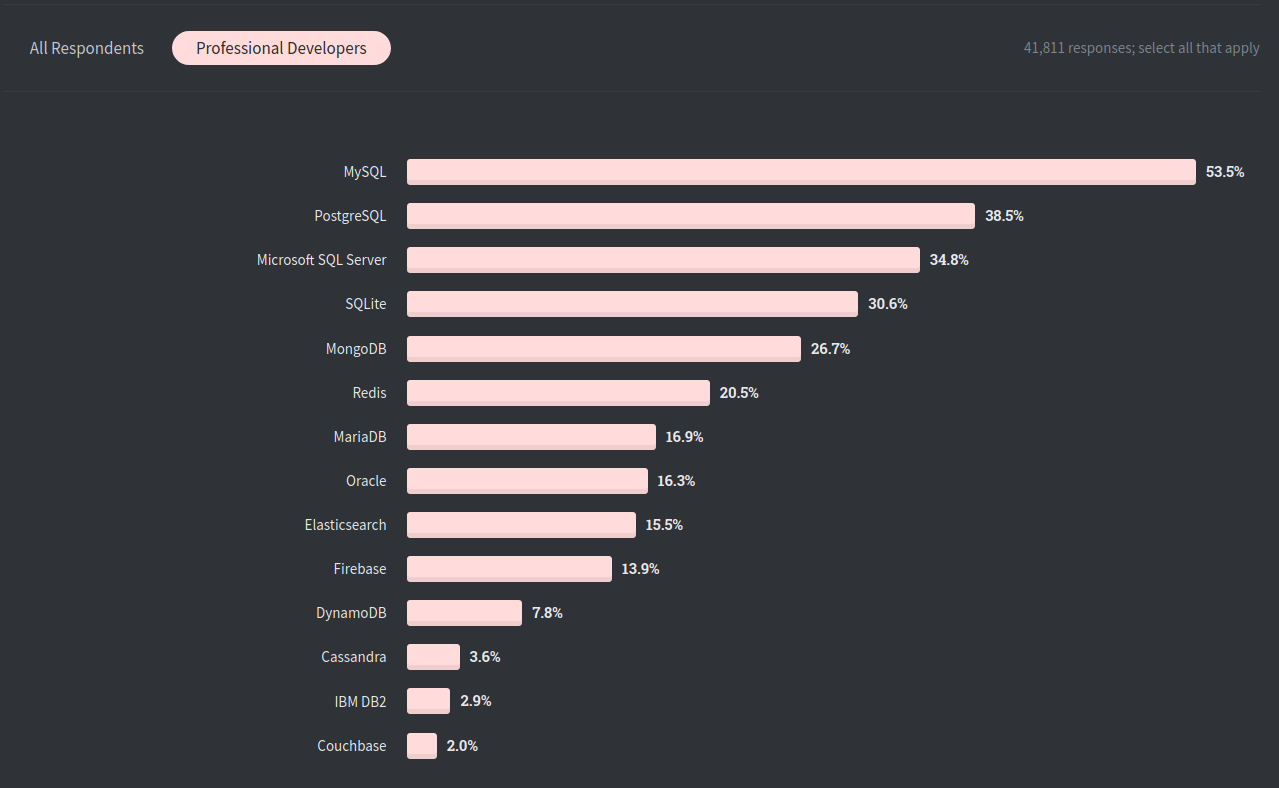 All Respondents Professional Developers 41,811 responses; select all that apply
MySQL 53.5%
PostgreSQL 38.5%
Microsoft SQL Server 34.8%
SQLite 30.6%
MongoDB 26.7%
Redis 20.5%
MariaDB 16.9%
Oracle 16.3%
Elasticsearch 15.5%
Firebase 13.9%
DynamoDB 7.8%
Cassandra 3.6%
IBM DB2 2.9%
Couchbase 2.0%